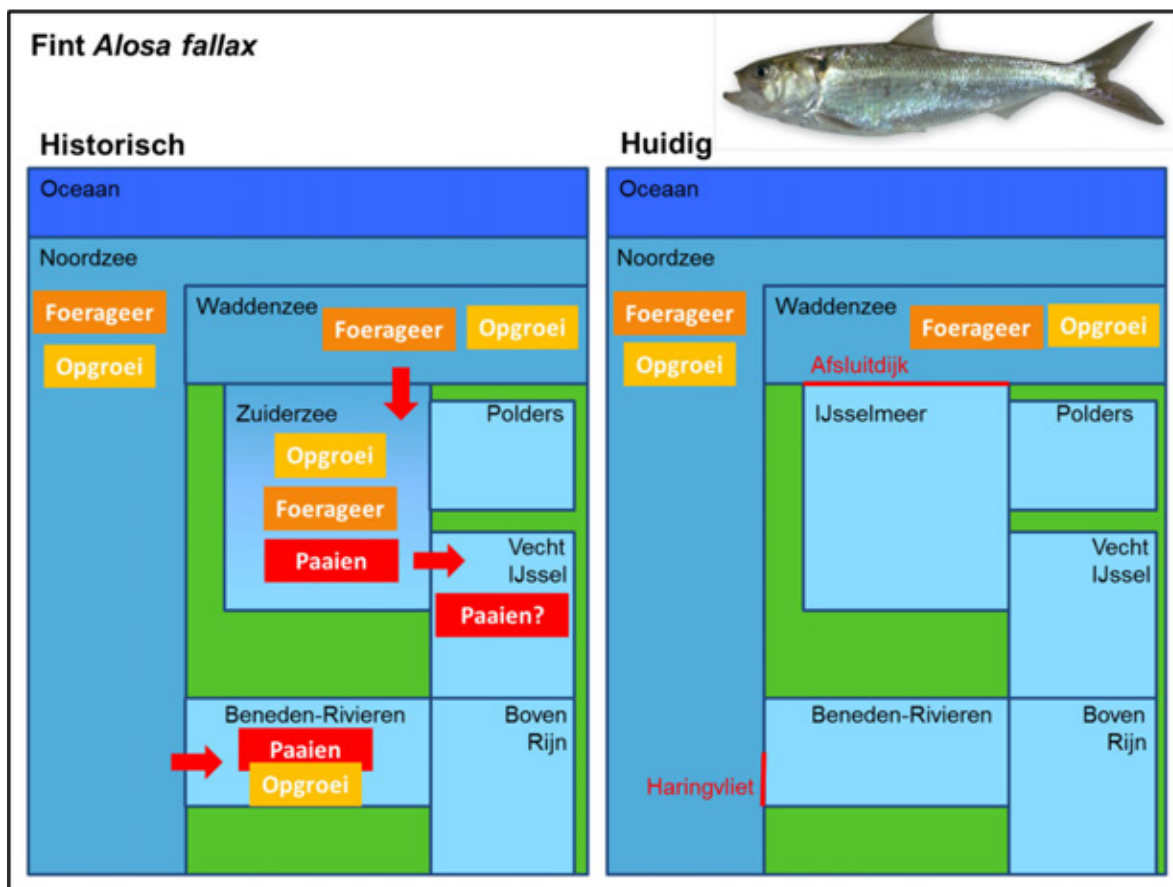 Fint Alosa fallax
Historisch
Oceaan
Noordzee
Foerageer
Opgroei
Waddenzee
Foerageer
Opgroei
Zuiderzee
Opgroei
Foerageer
Paaien
Polders
Vecht
IJssel
Paaien?
Beneden-Rivieren
Paaien
Opgroei
Boven
Rijn
Huidig
Oceaan
Noordzee
Foerageer
Opgroei
Waddenzee
Foerageer
Opgroei
Afsluitdijk
IJsselmeer
Polders
Vecht
IJssel
Beneden-Rivieren
Boven
Rijn
Haringvliet